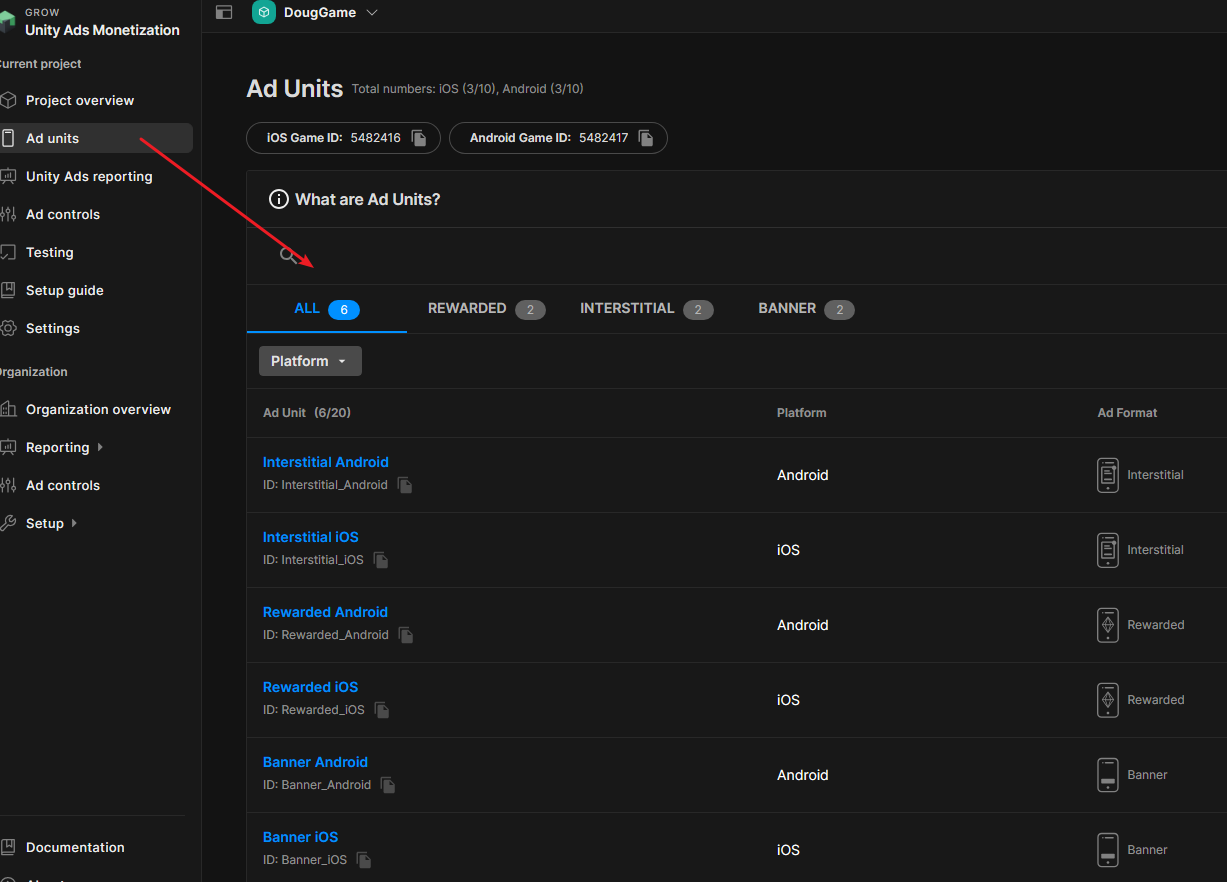 GROW
Unity Ads Monetization
Current project
Project overview
Ad units
Unity Ads reporting
Ad controls
Testing
Setup guide
Settings
Organization
Organization overview
Reporting
Ad controls
Setup
Documentation
DougGame
Ad Units Total numbers: iOS (3/10), Android (3/10)
iOS Game ID: 5482416 Android Game ID: 5482417
What are Ad Units?
ALL 6 REWARDED 2 INTERSTITIAL 2 BANNER 2
Platform
Ad Unit (6/20) Platform Ad Format
Interstitial Android
ID: Interstitial_Android Android Interstitial
Interstitial iOS
ID: Interstitial_iOS iOS Interstitial
Rewarded Android
ID: Rewarded_Android Android Rewarded
Rewarded iOS
ID: Rewarded_iOS iOS Rewarded
Banner Android
ID: Banner_Android Android Banner
Banner iOS
ID: Banner_iOS iOS Banner